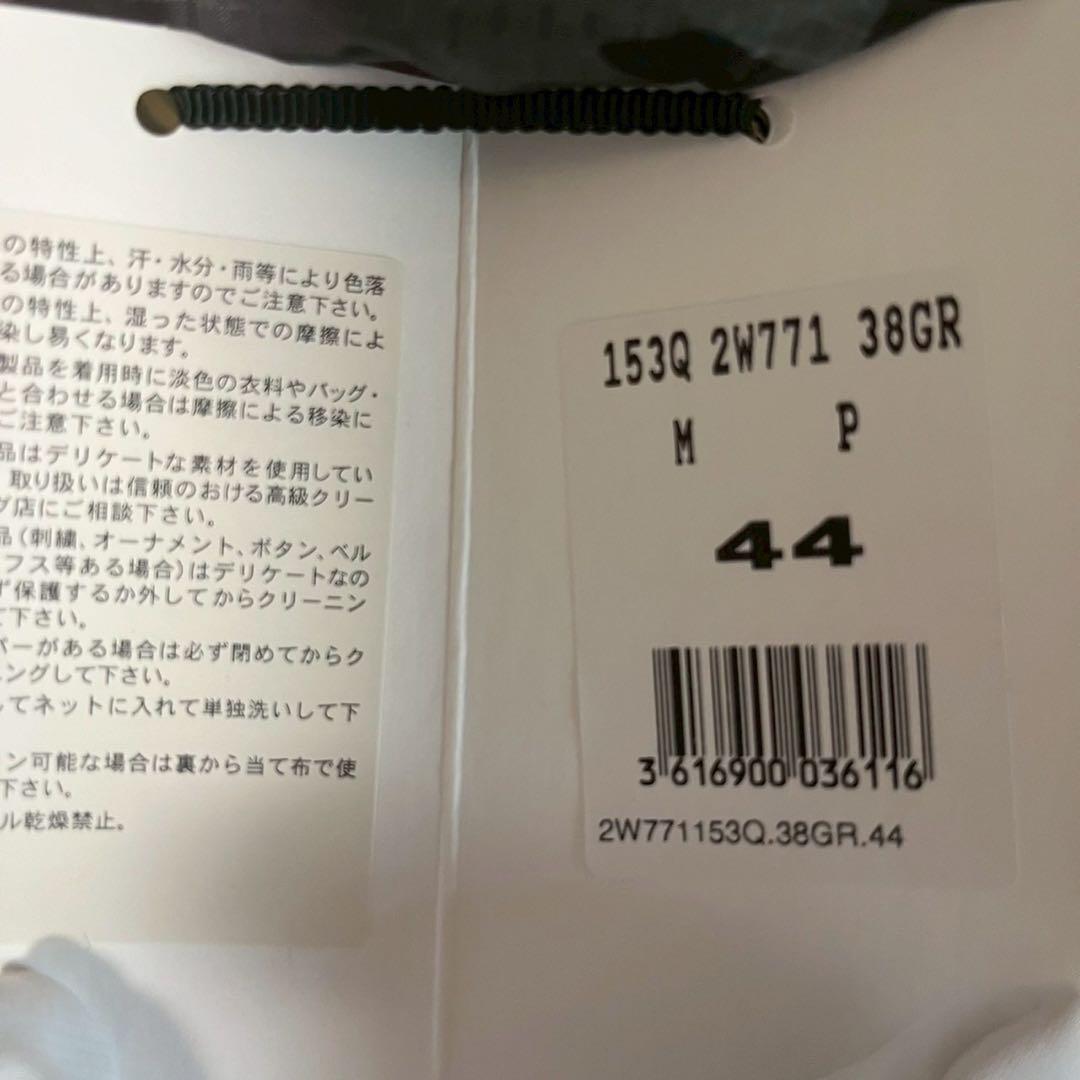 の特性上、汗・水分・雨等により色落
る場合がありますのでご注意下さい。
の特性上、湿った状態での摩擦によ
染し易くなります。
製品を着用時に淡色の衣料やバッグ・
と合わせる場合は摩擦による移染に
ご注意下さい。
品はデリケートな素材を使用してい
取り扱いは信頼のおける高級クリー
グ店にご相談下さい。
品(刺繍、オーナメント、ボタン、ベル
フス等ある場合)はデリケートなの
ず保護するか外してからクリーニン
て下さい。
バーがある場合は必ず閉めてからク
ニングして下さい。
してネットに入れて単独洗いして下
ン可能な場合は裏から当て布で使
下さい。
ル乾燥禁止。
153Q 2W771 38GR
M P
44
3 616900 036116
2W771153Q.38GR.44